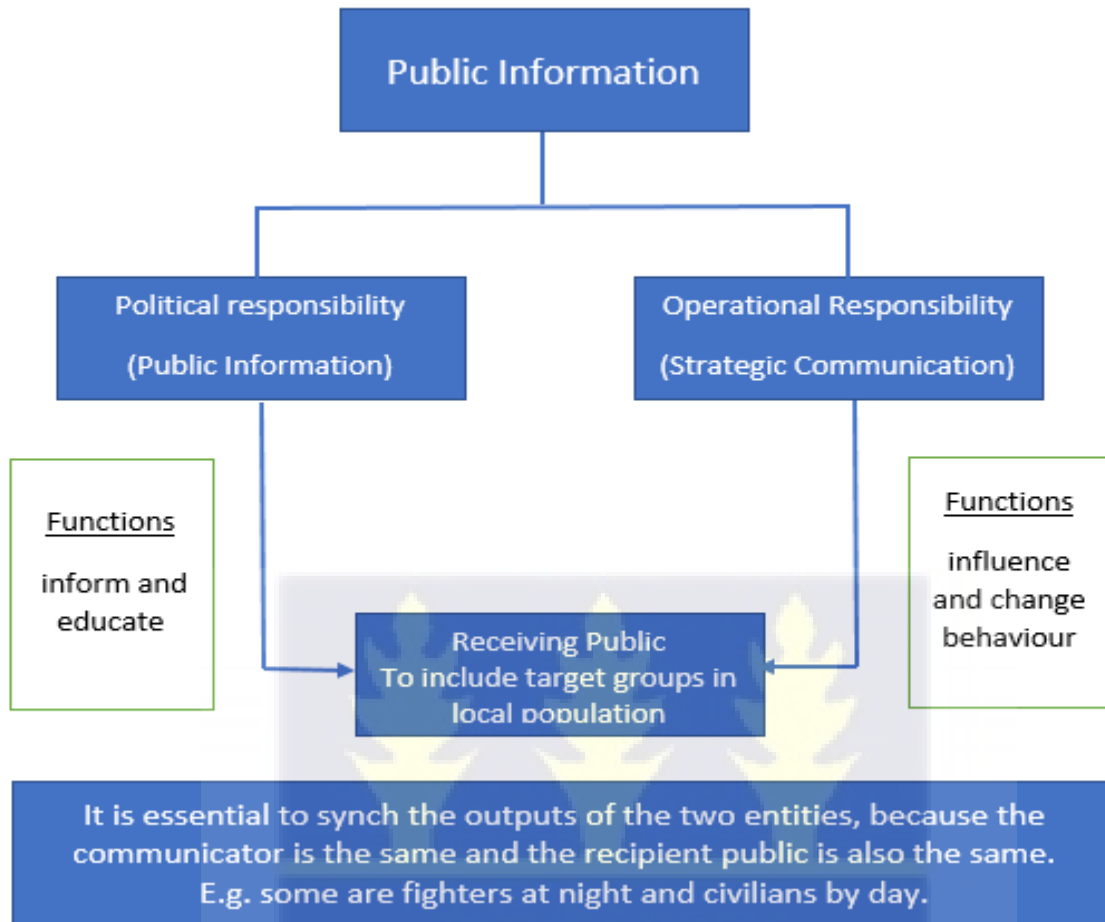 Public Information
Political responsibility
(Public Information)
Operational Responsibility
(Strategic Communication)
Functions
inform and
educate
Functions
influence
and change
behaviour
Receiving Public
To include target groups in
local population
It is essential to synch the outputs of the two entities, because the
communicator is the same and the recipient public is also the same.
E.g. some are fighters at night and civilians by day.